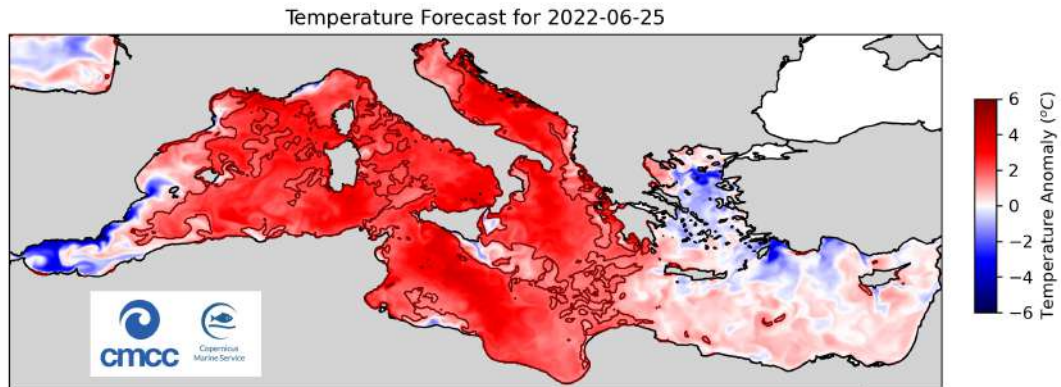 Temperature Forecast for 2022-06-25
6
4
2
0
−2
−4
−6
Temperature Anomaly (°C)
cmcc
Copernicus
Marine Service